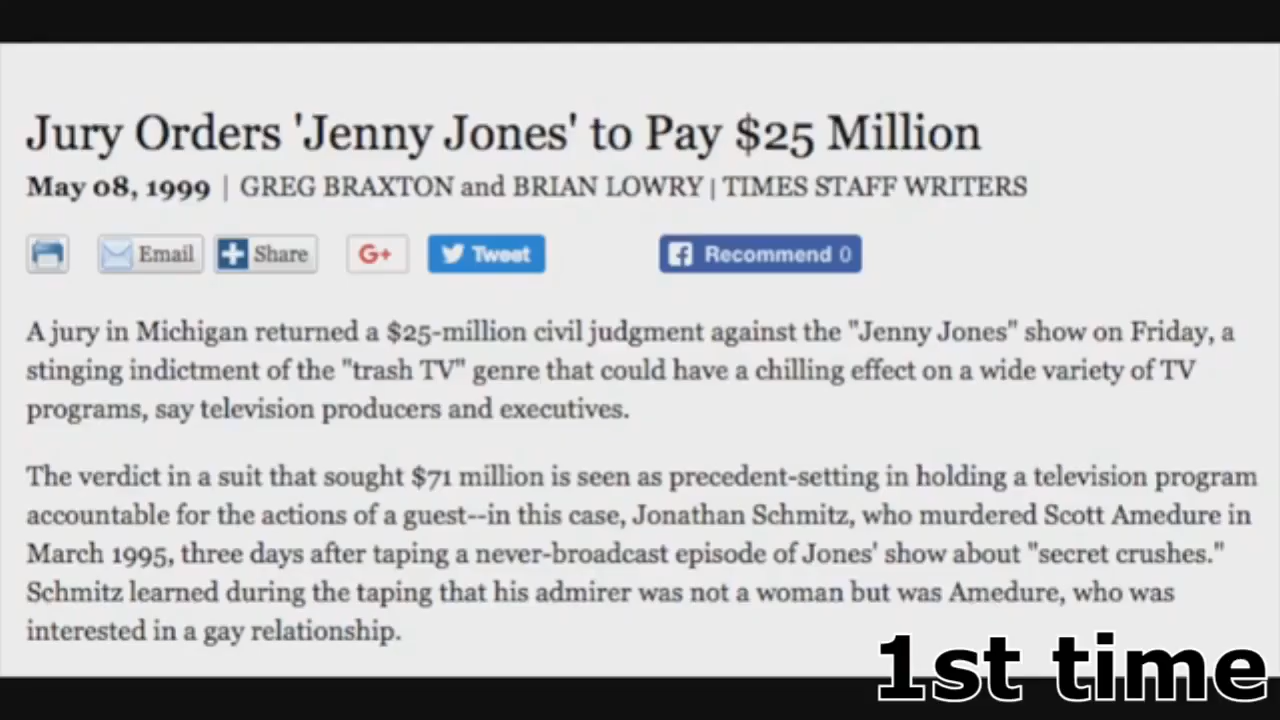 Jury Orders 'Jenny Jones' to Pay $25 Million
May 08, 1999 | GREG BRAXTON and BRIAN LOWRY | TIMES STAFF WRITERS
Email Share G+ Tweet Recommend 0
A jury in Michigan returned a $25-million civil judgment against the "Jenny Jones" show on Friday, a
stinging indictment of the "trash TV" genre that could have a chilling effect on a wide variety of TV
programs, say television producers and executives.
The verdict in a suit that sought $71 million is seen as precedent-setting in holding a television program
accountable for the actions of a guest--in this case, Jonathan Schmitz, who murdered Scott Amedure in
March 1995, three days after taping a never-broadcast episode of Jones' show about "secret crushes."
Schmitz learned during the taping that his admirer was not a woman but was Amedure, who was
interested in a gay relationship.
1st time